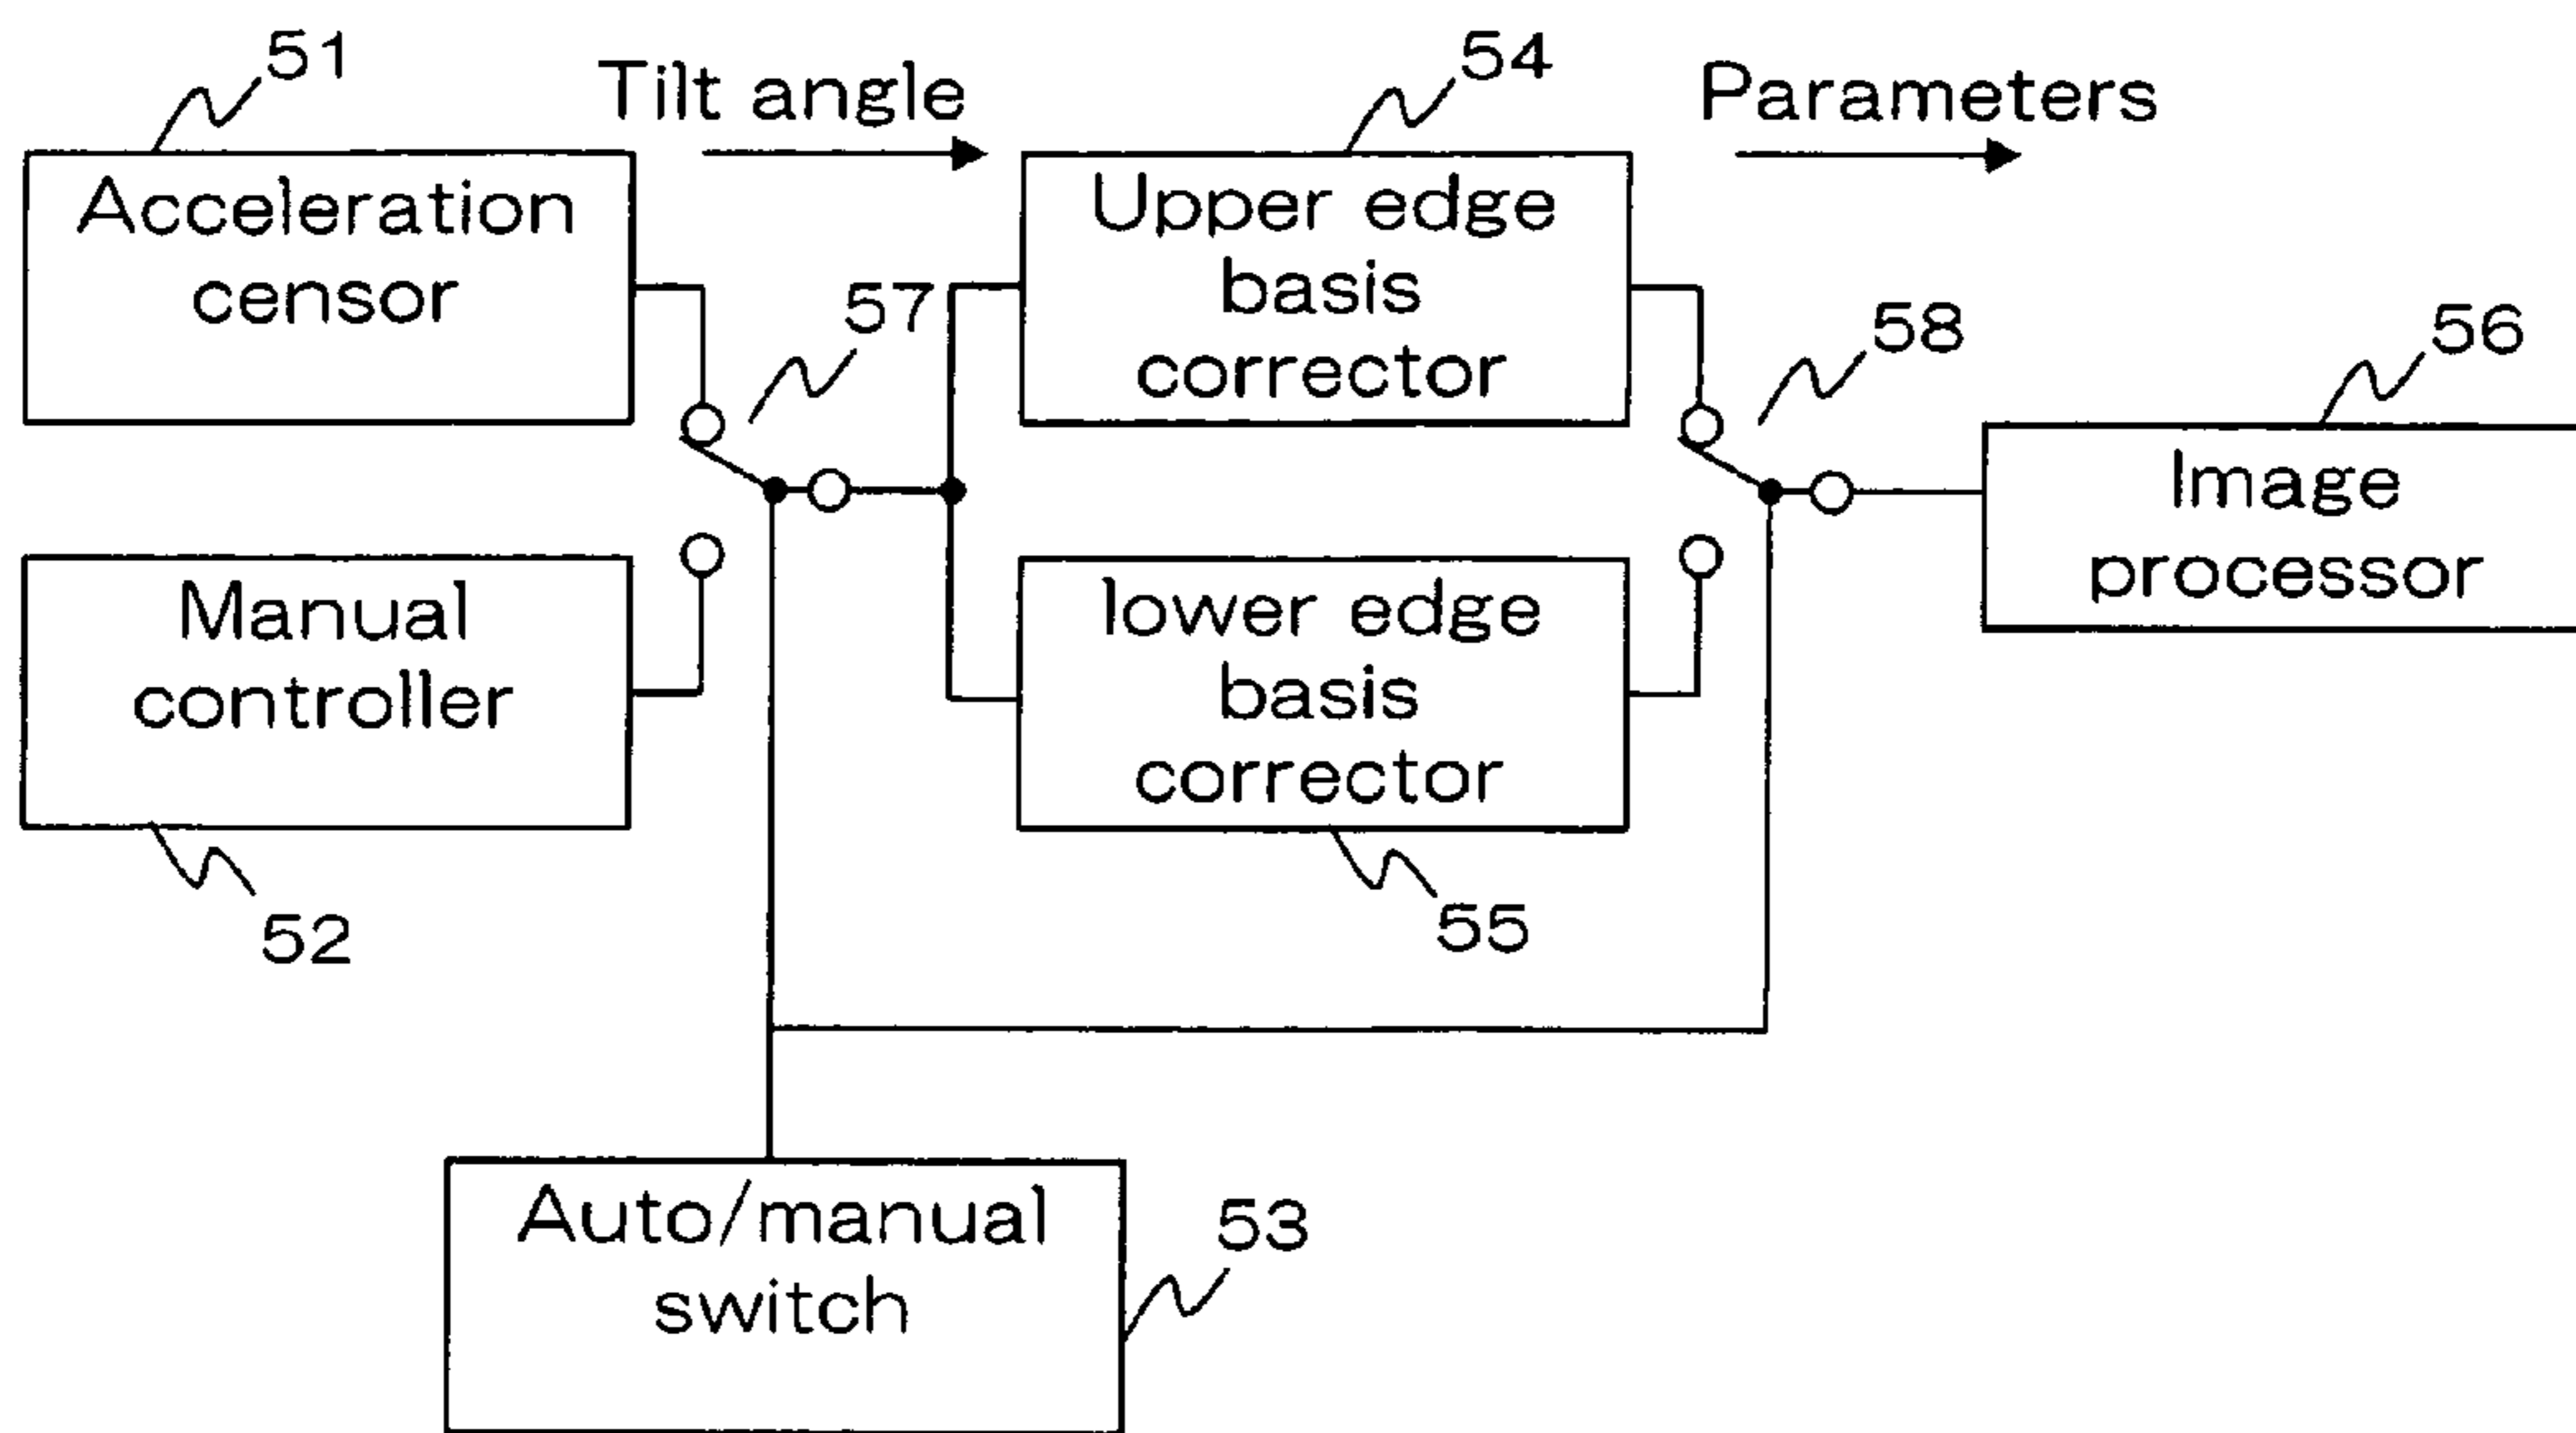 51
Tilt angle
54
Parameters
Acceleration
censor
57
Upper edge
basis
corrector
58
56
Image
processor
Manual
controller
52
lower edge
basis
corrector
55
Auto/manual
switch
53